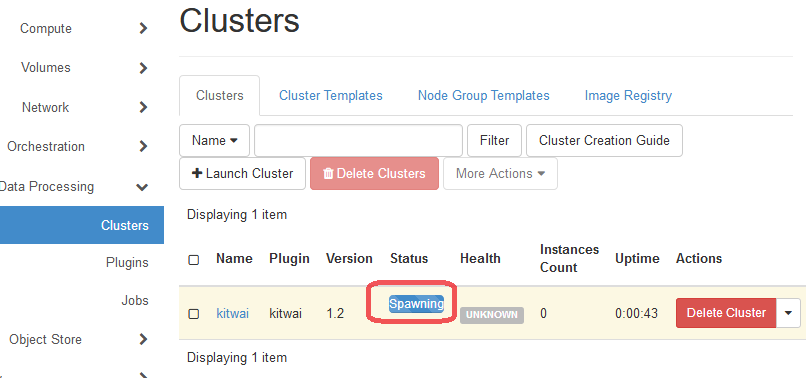 Clusters
Compute
Volumes
Network
Orchestration
Data Processing
Clusters
Plugins
Jobs
Object Store
Clusters Cluster Templates Node Group Templates Image Registry
Name Filter Cluster Creation Guide
Launch Cluster Delete Clusters More Actions
Displaying 1 item
Name Plugin Version Status Health Instances Count Uptime Actions
kitwai kitwai 1.2 Spawning UNKNOWN 0 0:00:43 Delete Cluster
Displaying 1 item